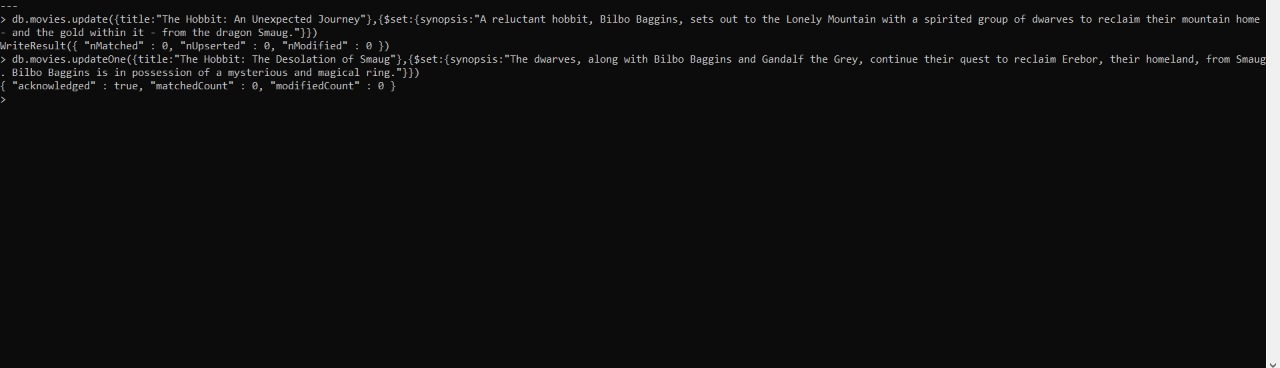 ---
> db.movies.update({title:"The Hobbit: An Unexpected Journey"},{$set:{synopsis:"A reluctant hobbit, Bilbo Baggins, sets out to the Lonely Mountain with a spirited group of dwarves to reclaim their mountain home
- and the gold within it - from the dragon Smaug."}})
WriteResult({ "nMatched" : 0, "nUpserted" : 0, "nModified" : 0 })
> db.movies.updateOne({title:"The Hobbit: The Desolation of Smaug"},{$set:{synopsis:"The dwarves, along with Bilbo Baggins and Gandalf the Grey, continue their quest to reclaim Erebor, their homeland, from Smaug
. Bilbo Baggins is in possession of a mysterious and magical ring."}})
{ "acknowledged" : true, "matchedCount" : 0, "modifiedCount" : 0 }
>